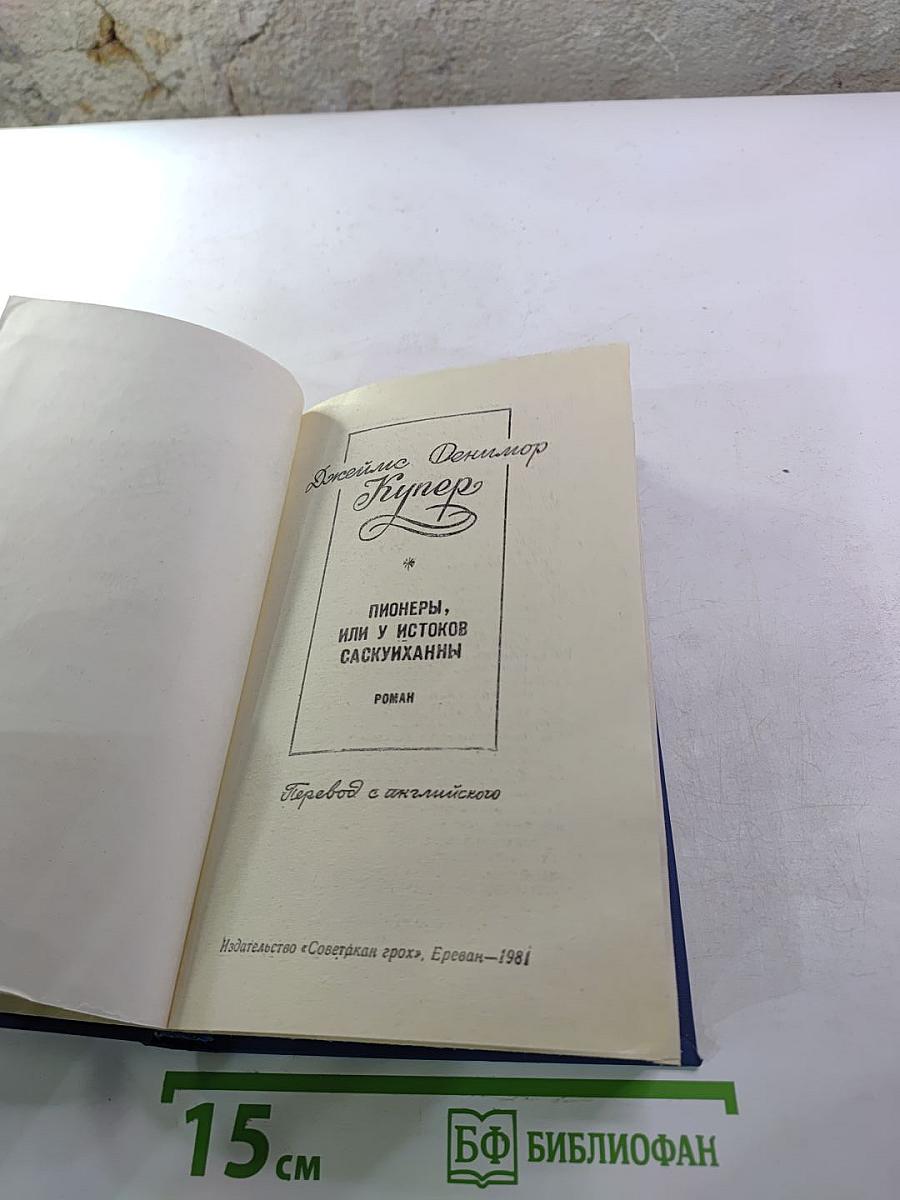 Джеймс Фенимор
Купер
*
ПИОНЕРЫ,
ИЛИ У ИСТОКОВ
САСКУИХАННЫ
РОМАН
Перевод с английского
Издательство «Советакан грох», Ереван—1981
15 см
БФ БИБЛИОФАН